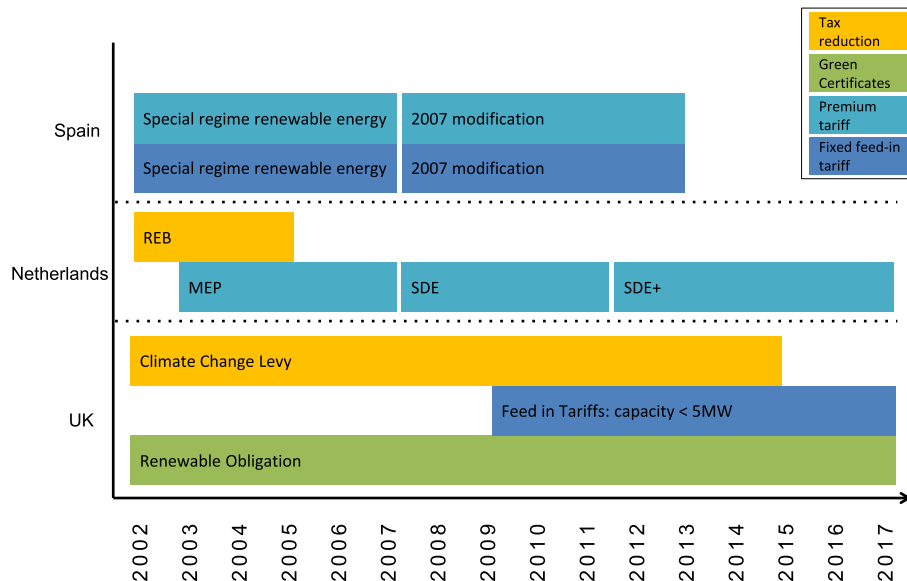 Tax
reduction
Green
Certificates
Premium
tariff
Fixed feed-in
tariff
Spain
Special regime renewable energy
2007 modification
Special regime renewable energy
2007 modification
Netherlands
REB
MEP
SDE
SDE+
UK
Climate Change Levy
Feed in Tariffs: capacity < 5MW
Renewable Obligation
2002
2003
2004
2005
2006
2007
2008
2009
2010
2011
2012
2013
2014
2015
2016
2017